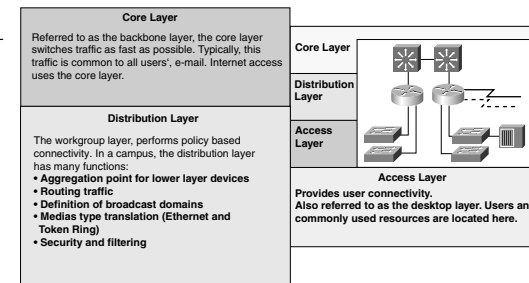 Core Layer
Referred to as the backbone layer, the core layer
switches traffic as fast as possible. Typically, this
traffic is common to all users‘, e-mail. Internet access
uses the core layer.
Distribution Layer
The workgroup layer, performs policy based
connectivity. In a campus, the distribution layer
has many functions:
• Aggregation point for lower layer devices
• Routing traffic
• Definition of broadcast domains
• Medias type translation (Ethernet and
Token Ring)
• Security and filtering
Core Layer
Distribution
Layer
Access
Layer
Access Layer
Provides user connectivity.
Also referred to as the desktop layer. Users an
commonly used resources are located here.